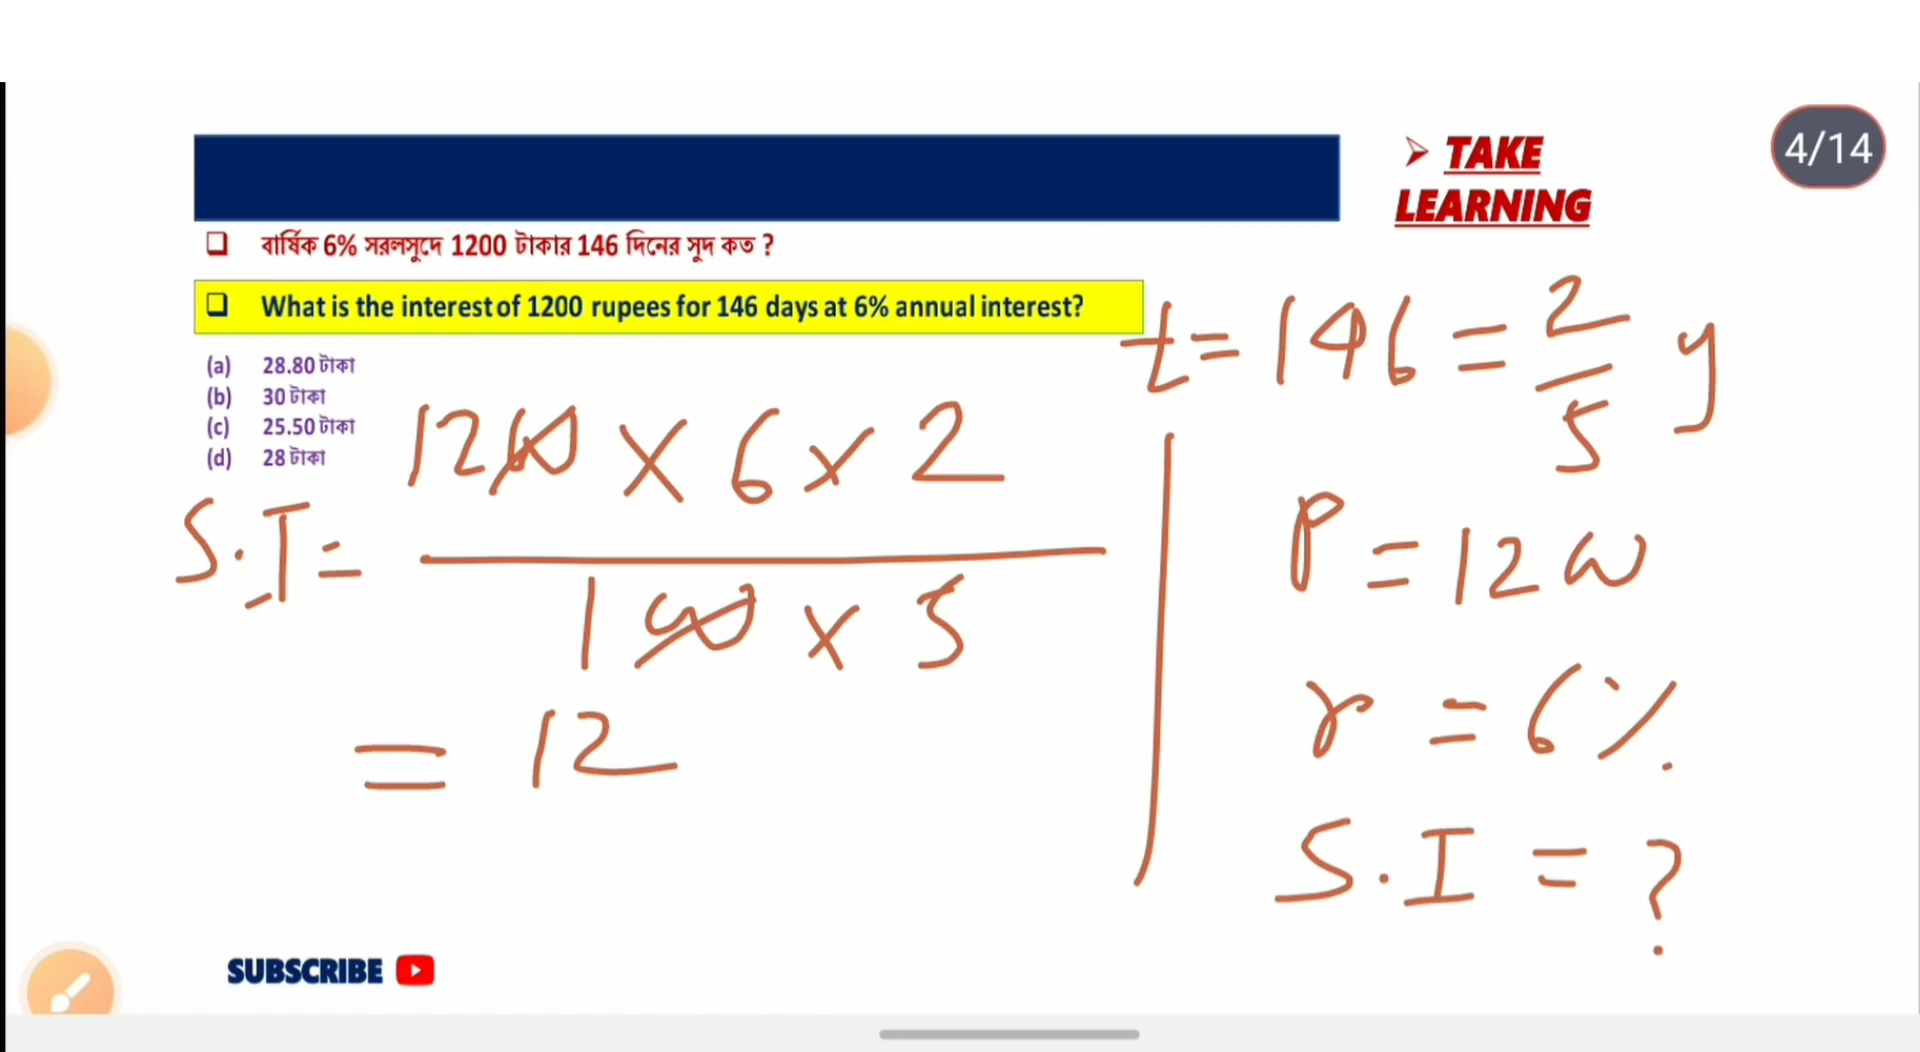 ➢ TAKE
LEARNING
4/14
❑ বার্ষিক 6% সরলসুদে 1200 টাকার 146 দিনের সুদ কত ?
❑ What is the interest of 1200 rupees for 146 days at 6% annual interest?
(a) 28.80 টাকা
(b) 30 টাকা
(c) 25.50 টাকা
(d) 28 টাকা
t = 146 = 2/5 y
P = 1200
r = 6%
S.I = ?
S.I = 1200 x 6 x 2
100 x 5
= 12
SUBSCRIBE